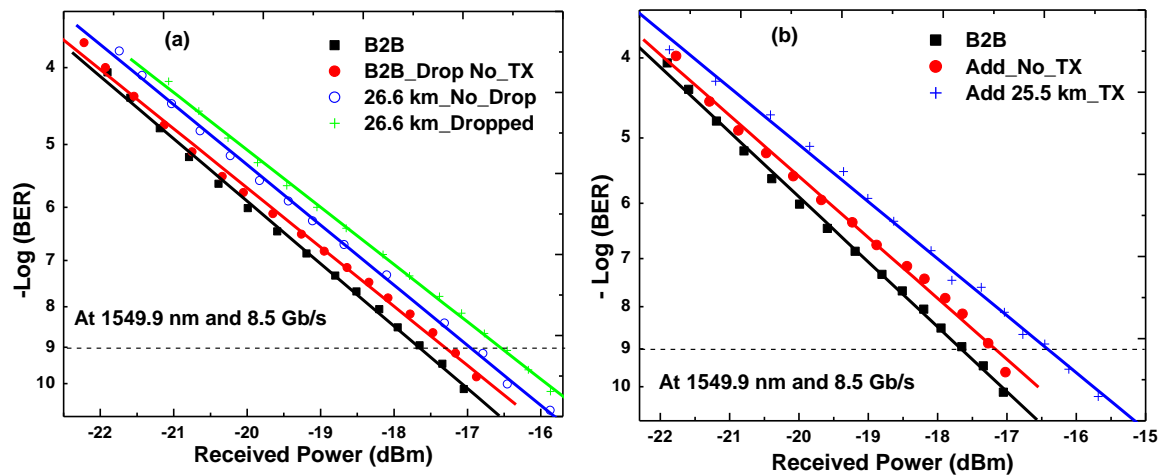 (a)
B2B
B2B_Drop No_TX
26.6 km_No_Drop
26.6 km_Dropped
4
5
6
7
8
9
10
-Log (BER)
At 1549.9 nm and 8.5 Gb/s
-22 -21 -20 -19 -18 -17 -16
Received Power (dBm)
(b)
B2B
Add_No_TX
Add 25.5 km_TX
4
5
6
7
8
9
10
- Log (BER)
At 1549.9 nm and 8.5 Gb/s
-22 -21 -20 -19 -18 -17 -16 -15
Received Power (dBm)